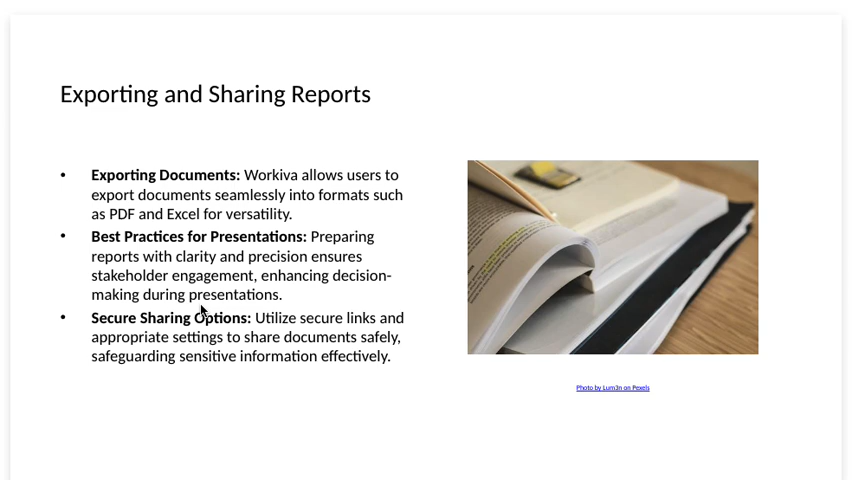 Exporting and Sharing Reports
• Exporting Documents: Workiva allows users to
export documents seamlessly into formats such
as PDF and Excel for versatility.
• Best Practices for Presentations: Preparing
reports with clarity and precision ensures
stakeholder engagement, enhancing decision-
making during presentations.
• Secure Sharing Options: Utilize secure links and
appropriate settings to share documents safely,
safeguarding sensitive information effectively.
Photo by Lum3n on Pexels